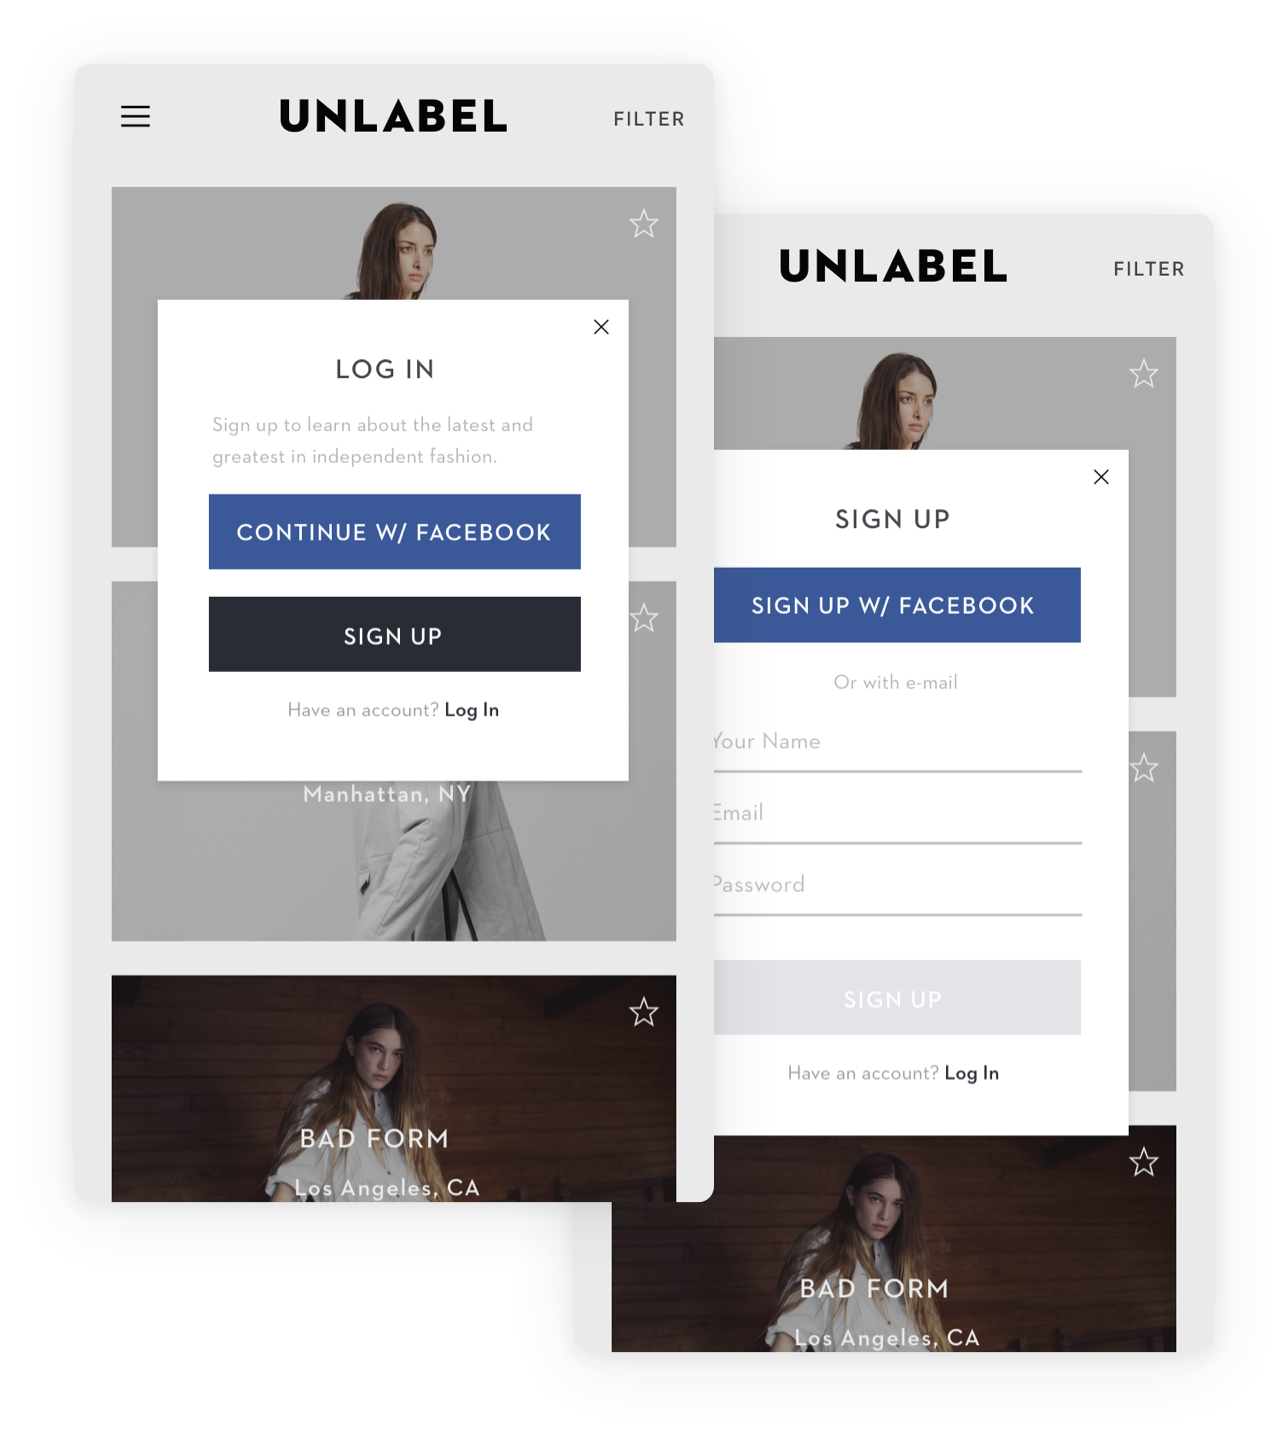 UNLABEL
FILTER
LOG IN
Sign up to learn about the latest and
greatest in independent fashion.
CONTINUE W/ FACEBOOK
SIGN UP
Have an account? Log In
Manhattan, NY
BAD FORM
Los Angeles, CA
UNLABEL
FILTER
SIGN UP
SIGN UP W/ FACEBOOK
Or with e-mail
Your Name
Email
Password
SIGN UP
Have an account? Log In
BAD FORM
Los Angeles, CA